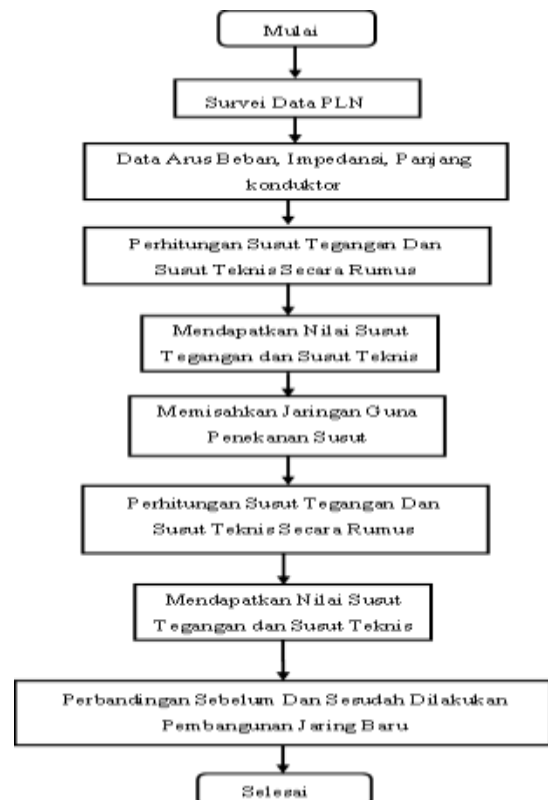 Mulai
Survei Data PLN
Data Arus Beban, Impedansi, Panjang
konduktor
Perhitungan Susut Tegangan Dan
Susut Teknis Secara Rumus
Mendapatkan Nilai Susut
Tegangan dan Susut Teknis
Memisahkan Jaringan Guna
Penekanan Susut
Perhitungan Susut Tegangan Dan
Susut Teknis Secara Rumus
Mendapatkan Nilai Susut
Tegangan dan Susut Teknis
Perbandingan Sebelum Dan Sesudah Dilakukan
Pembangunan Jaring Baru
Selesai